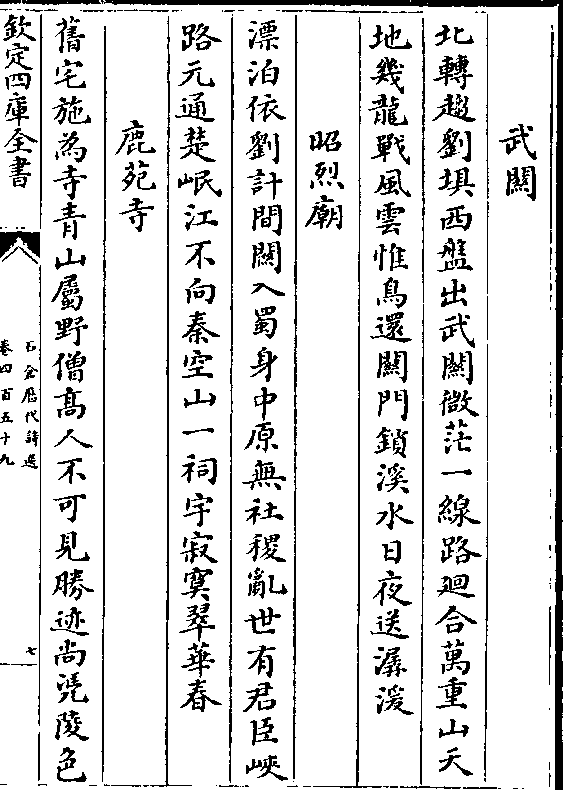 武關
北轉趨劉垻西盤出武關微茫一線路廻合萬重山天
地幾龍戰風雲惟鳥還關門鎖溪水日夜送潺湲
昭烈廟
漂泊依劉計間關入蜀身中原無社稷亂世有君臣峽
路元通楚岷江不向秦空山一祠宇寂寞翠華春
鹿苑寺
舊宅施為寺青山屬野僧髙人不可見勝迹尚凴陵色
欽定四庫全書
石倉歴代詩選
卷四百五十九
七